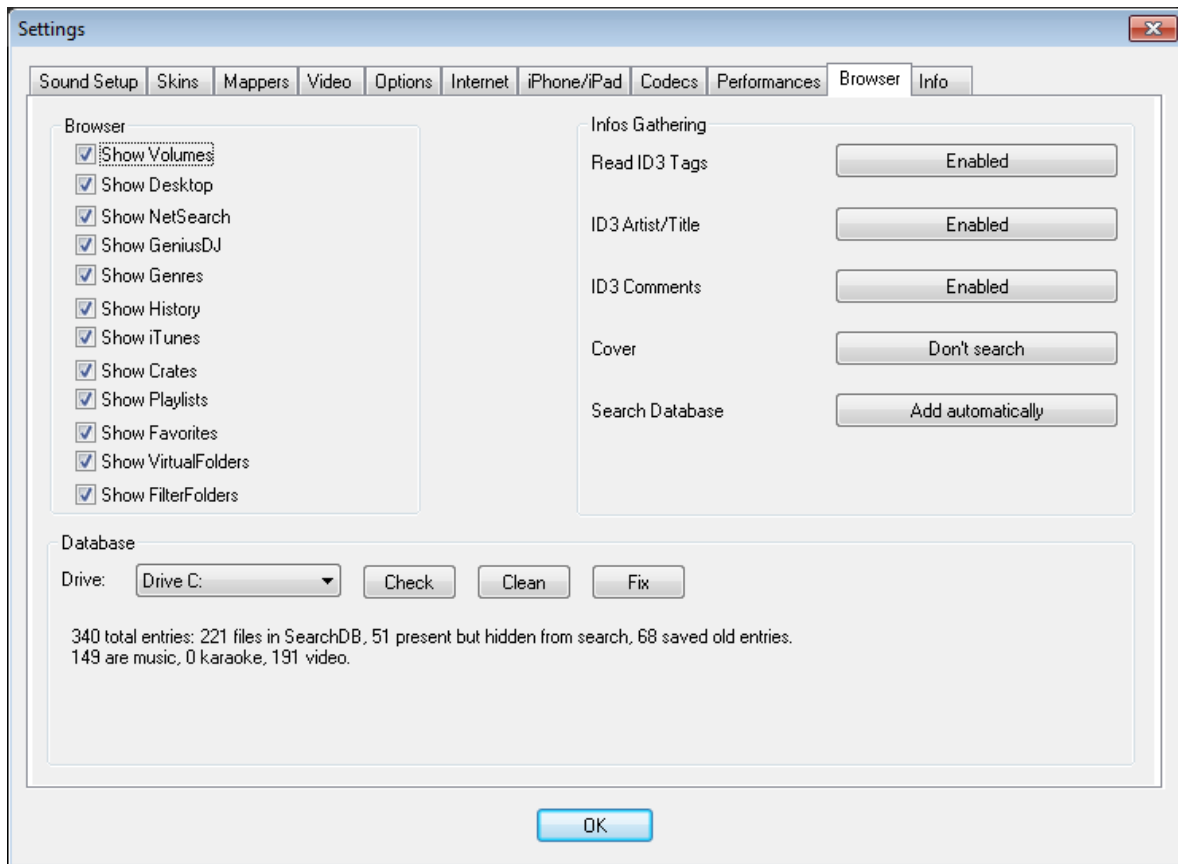 Settings
Sound Setup Skins Mappers Video Options Internet iPhone/iPad Codecs Performances Browser Info
Browser
Show Volumes
Show Desktop
Show NetSearch
Show GeniusDJ
Show Genres
Show History
Show iTunes
Show Crates
Show Playlists
Show Favorites
Show VirtualFolders
Show FilterFolders
Infos Gathering
Read ID3 Tags Enabled
ID3 Artist/Title Enabled
ID3 Comments Enabled
Cover Don't search
Search Database Add automatically
Database
Drive: Drive C: Check Clean Fix
340 total entries: 221 files in SearchDB, 51 present but hidden from search, 68 saved old entries.
149 are music, 0 karaoke, 191 video.
OK